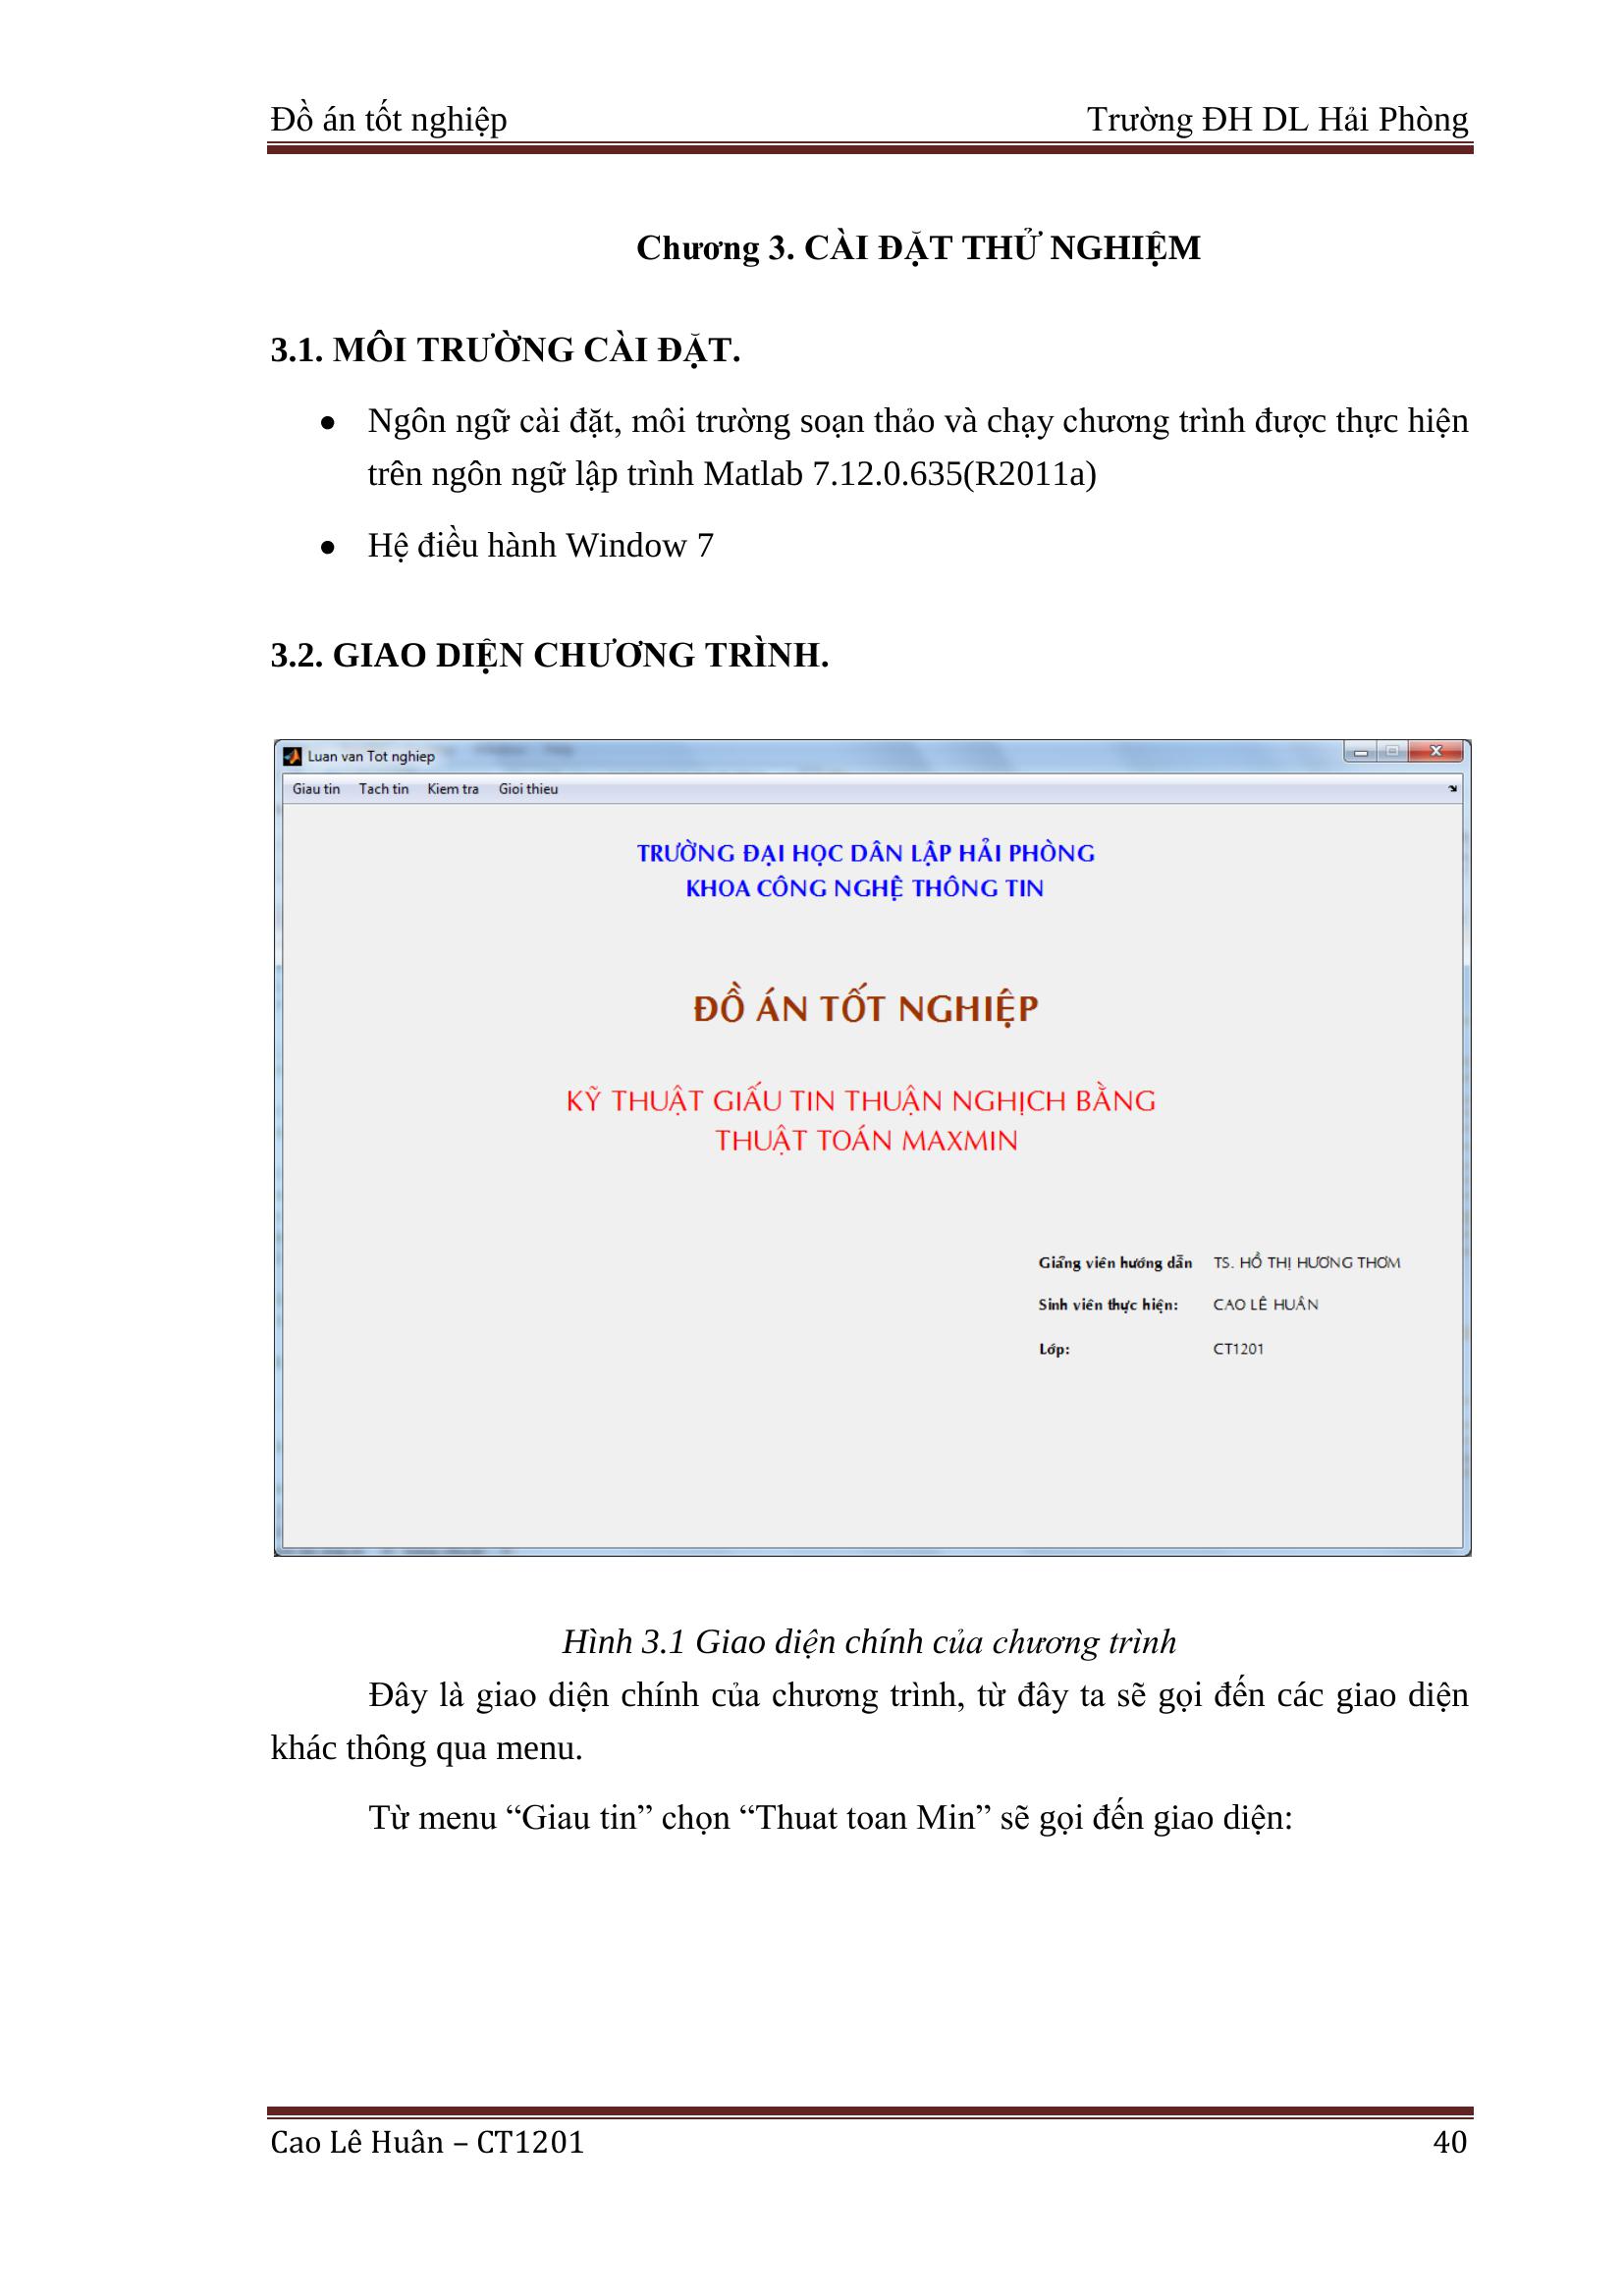 Đồ án tốt nghiệp Trường ĐH DL Hải Phòng
Chương 3. CÀI ĐẶT THỬ NGHIỆM
3.1. MÔI TRƯỜNG CÀI ĐẶT.
• Ngôn ngữ cài đặt, môi trường soạn thảo và chạy chương trình được thực hiện
trên ngôn ngữ lập trình Matlab 7.12.0.635(R2011a)
• Hệ điều hành Window 7
3.2. GIAO DIỆN CHƯƠNG TRÌNH.
Luan van Tot nghiep
Giau tin Tach tin Kiem tra Gioi thieu
TRƯỜNG ĐẠI HỌC DÂN LẬP HẢI PHÒNG
KHOA CÔNG NGHỆ THÔNG TIN
ĐỒ ÁN TỐT NGHIỆP
KỸ THUẬT GIẤU TIN THUẬN NGHỊCH BẰNG
THUẬT TOÁN MAXMIN
Giảng viên hướng dẫn TS. HỒ THỊ HƯƠNG THƠM
Sinh viên thực hiện: CAO LÊ HUÂN
Lớp: CT1201
Hình 3.1 Giao diện chính của chương trình
Đây là giao diện chính của chương trình, từ đây ta sẽ gọi đến các giao diện
khác thông qua menu.
Từ menu “Giau tin” chọn “Thuat toan Min” sẽ gọi đến giao diện:
Cao Lê Huân – CT1201 40